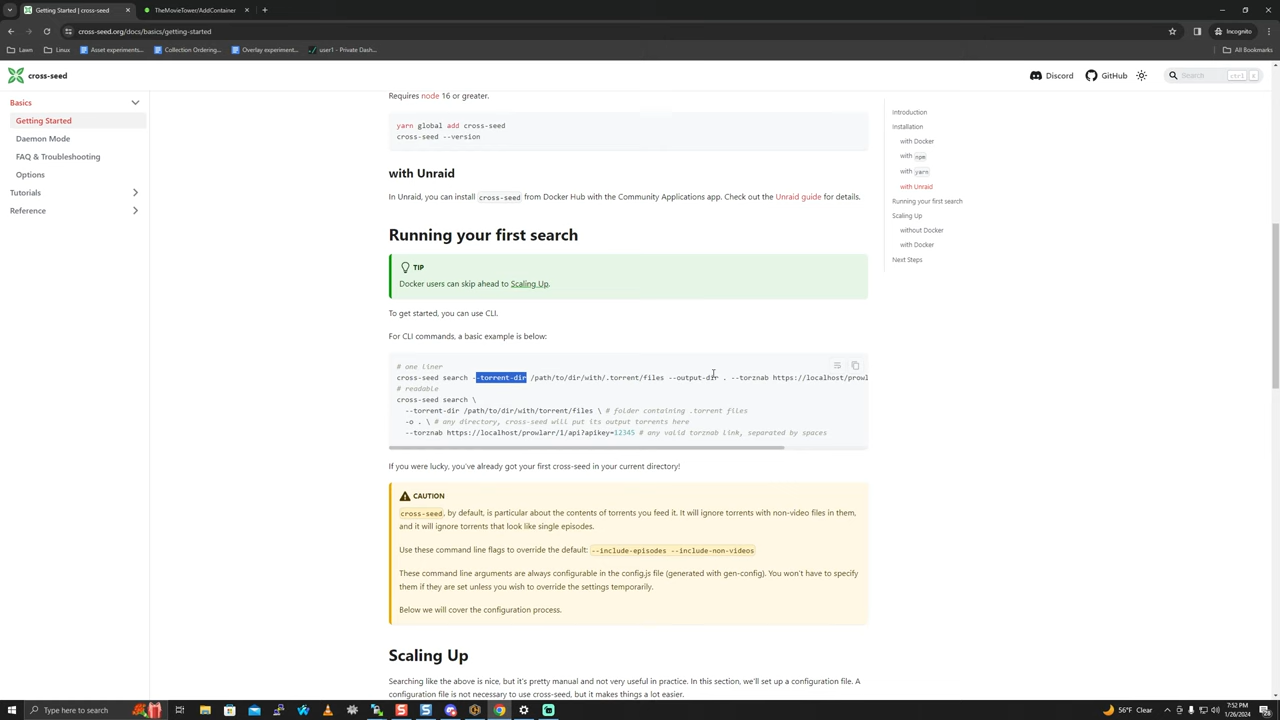 Getting Started | cross-seed
TheMovieTower/AddContainer
cross-seed.org/docs/basics/getting-started
Incognito
Lawn
Linux
Asset experiments...
Collection Ordering...
Overlay experiment...
user1 - Private Dash...
All Bookmarks
cross-seed
Discord
GitHub
Search
ctrl
K
Basics
Getting Started
Daemon Mode
FAQ & Troubleshooting
Options
Tutorials
Reference
Requires node 16 or greater.
yarn global add cross-seed
cross-seed --version
with Unraid
In Unraid, you can install cross-seed from Docker Hub with the Community Applications app. Check out the Unraid guide for details.
Running your first search
TIP
Docker users can skip ahead to Scaling Up.
To get started, you can use CLI.
For CLI commands, a basic example is below:
# one liner
cross-seed search --torrent-dir /path/to/dir/with/.torrent/files --output-dir . --torznab https://localhost/prowl
# readable
cross-seed search \
--torrent-dir /path/to/dir/with/torrent/files \ # folder containing .torrent files
-o . \ # any directory, cross-seed will put its output torrents here
--torznab https://localhost/prowlarr/1/api?apikey=12345 # any valid torznab link, separated by spaces
If you were lucky, you've already got your first cross-seed in your current directory!
CAUTION
cross-seed, by default, is particular about the contents of torrents you feed it. It will ignore torrents with non-video files in them,
and it will ignore torrents that look like single episodes.
Use these command line flags to override the default: --include-episodes --include-non-videos
These command line arguments are always configurable in the config.js file (generated with gen-config). You won't have to specify
them if they are set unless you wish to override the settings temporarily.
Below we will cover the configuration process.
Scaling Up
Searching like the above is nice, but it's pretty manual and not very useful in practice. In this section, we'll set up a configuration file. A
configuration file is not necessary to use cross-seed, but it makes things a lot easier.
Introduction
Installation
with Docker
with npm
with yarn
with Unraid
Running your first search
Scaling Up
without Docker
with Docker
Next Steps
Type here to search
56°F Clear
7:52 PM
1/26/2024